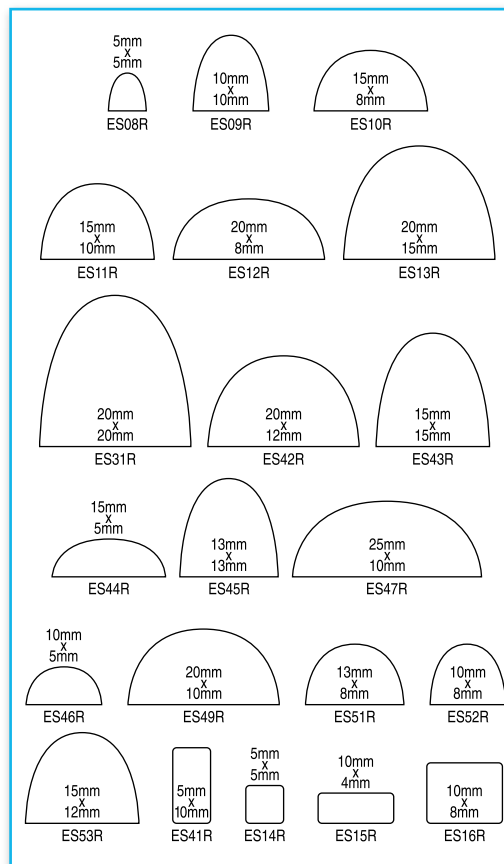 5mm
x
5mm
ES08R
10mm
x
10mm
ES09R
15mm
x
8mm
ES10R
15mm
x
10mm
ES11R
20mm
x
8mm
ES12R
20mm
x
15mm
ES13R
20mm
x
20mm
ES31R
20mm
x
12mm
ES42R
15mm
x
15mm
ES43R
15mm
x
5mm
ES44R
13mm
x
13mm
ES45R
25mm
x
10mm
ES47R
10mm
x
5mm
ES46R
20mm
x
10mm
ES49R
13mm
x
8mm
ES51R
10mm
x
8mm
ES52R
15mm
x
12mm
ES53R
5mm
x
10mm
ES41R
5mm
x
5mm
ES14R
10mm
x
4mm
ES15R
10mm
x
8mm
ES16R